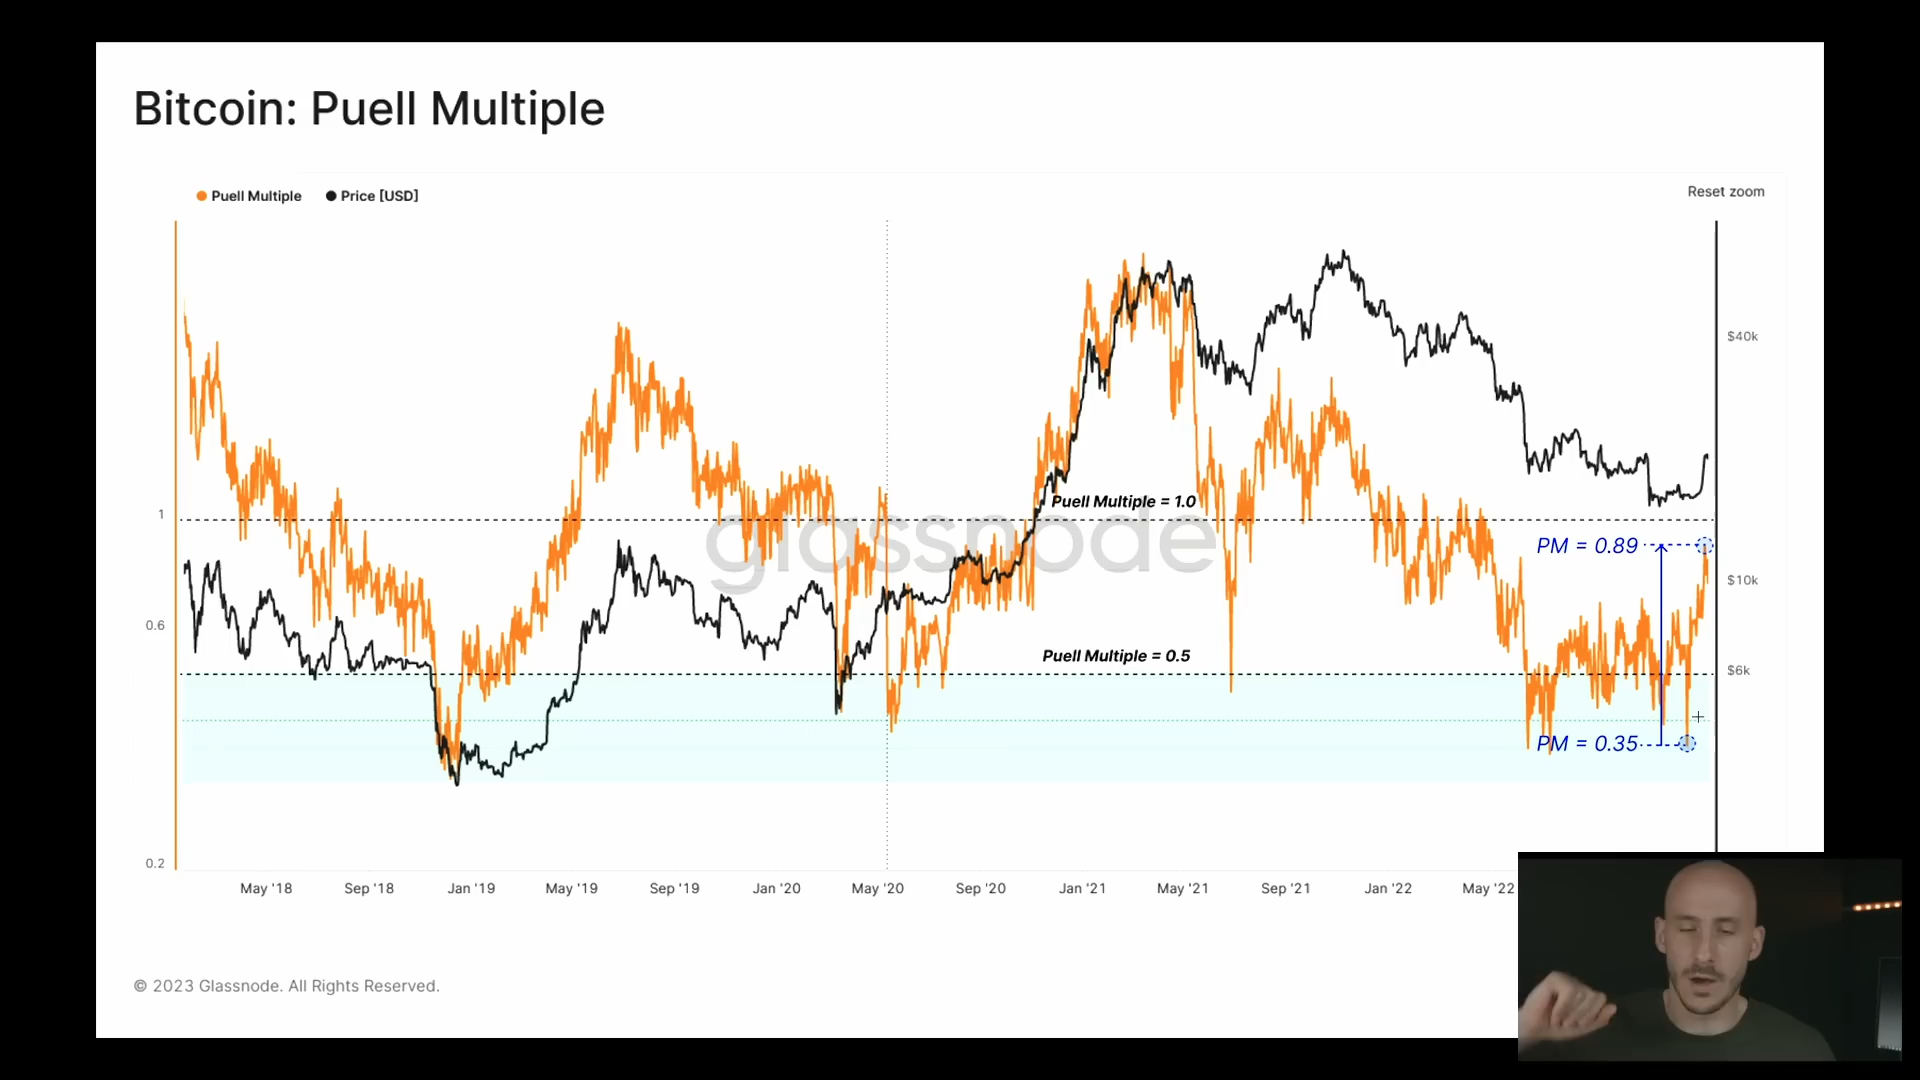 Bitcoin: Puell Multiple
Puell Multiple Price [USD]
Reset zoom
$40k
Puell Multiple = 1.0
1
glassnode
PM = 0.89
$10k
0.6
Puell Multiple = 0.5
$6k
PM = 0.35
0.2
May '18 Sep '18 Jan '19 May '19 Sep '19 Jan '20 May '20 Sep '20 Jan '21 May '21 Sep '21 Jan '22 May '22
© 2023 Glassnode. All Rights Reserved.